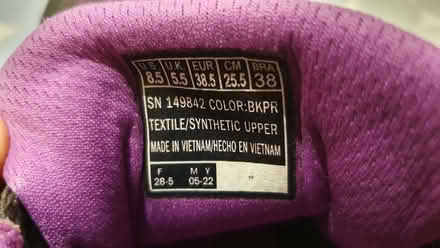 U.S. U.K EUR CM BRA
8.5 5.5 38.5 25.5 38
SN 149842 COLOR:BKPR
TEXTILE/SYNTHETIC UPPER
MADE IN VIETNAM/HECHO EN VIETNAM
F M Y
28-5 05-22 "